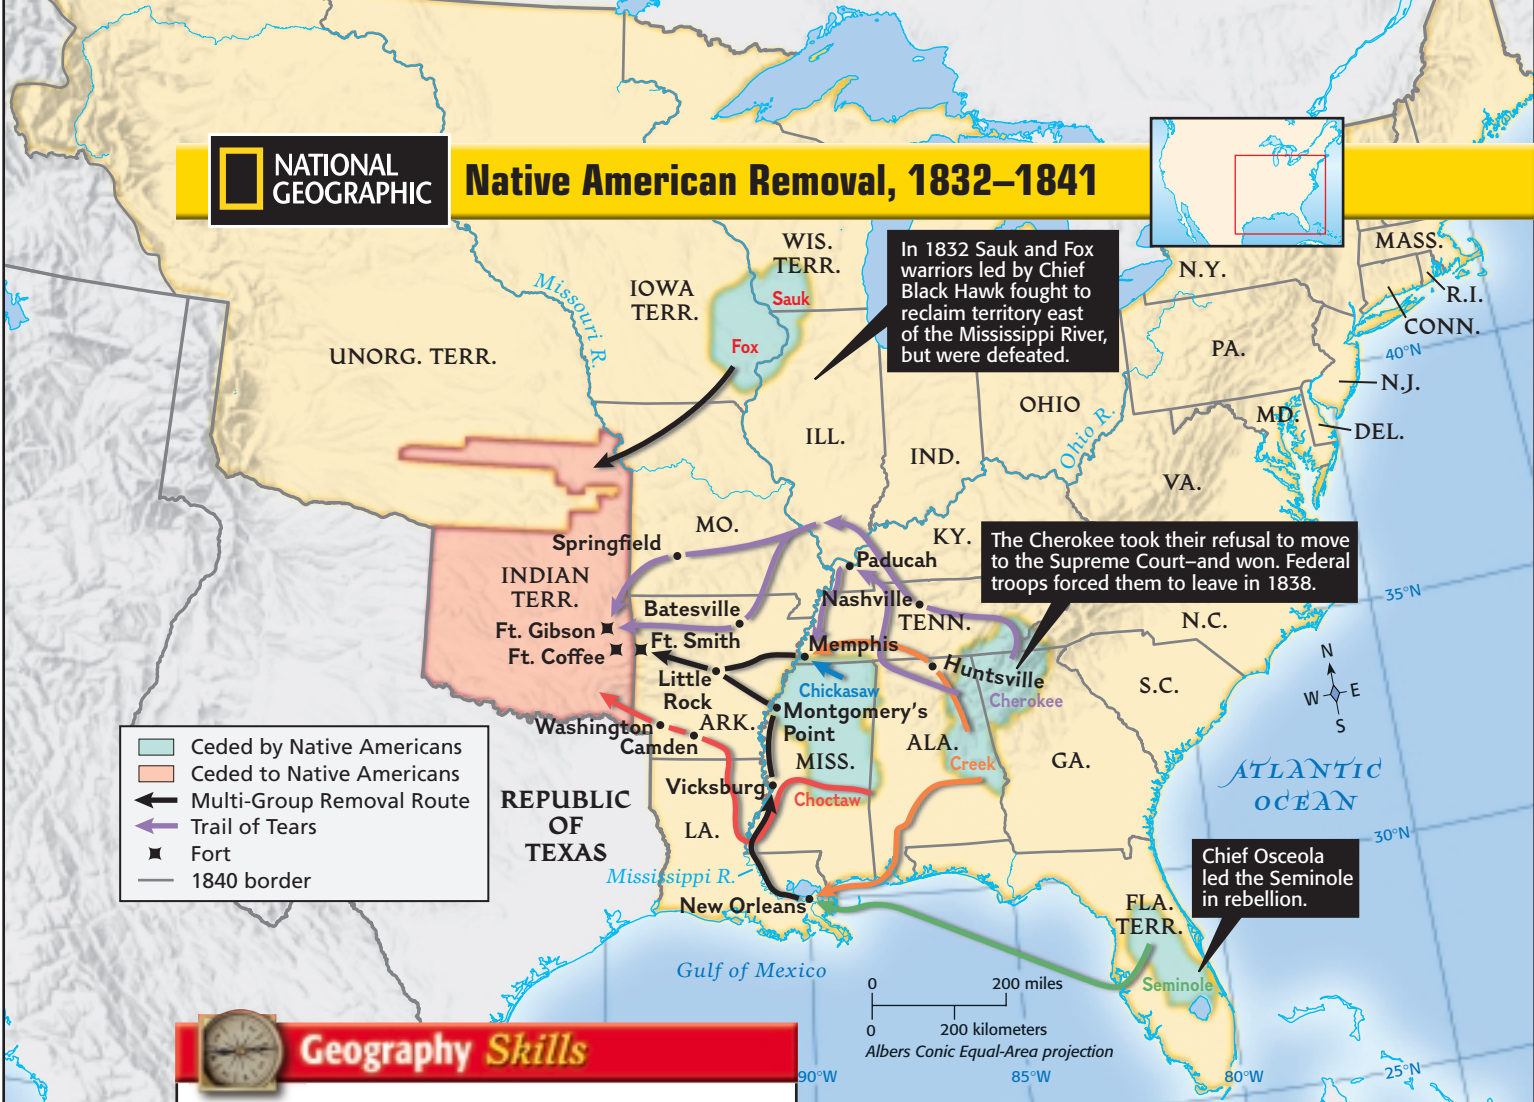 NATIONAL
GEOGRAPHIC
Native American Removal, 1832–1841
WIS.
TERR.
In 1832 Sauk and Fox
warriors led by Chief
Black Hawk fought to
reclaim territory east
of the Mississippi River,
but were defeated.
MASS.
N.Y.
R.I.
CONN.
IOWA
TERR.
Sauk
Fox
Missouri R.
UNORG. TERR.
PA.
40°N
N.J.
OHIO
MD.
DEL.
Ohio R.
ILL.
IND.
VA.
MO.
KY.
The Cherokee took their refusal to move
to the Supreme Court–and won. Federal
troops forced them to leave in 1838.
Springfield
Paducah
INDIAN
TERR.
35°N
Batesville
Nashville
TENN.
N.C.
Ft. Gibson
Ft. Smith
Ft. Coffee
Memphis
Huntsville
N
W
E
S
Little
Rock
Chickasaw
Cherokee
S.C.
Montgomery's
Point
Washington
ARK.
Camden
ALA.
MISS.
Creek
GA.
Vicksburg
Choctaw
ATLANTIC
OCEAN
Ceded by Native Americans
Ceded to Native Americans
Multi-Group Removal Route
Trail of Tears
Fort
1840 border
REPUBLIC
OF
TEXAS
LA.
30°N
Mississippi R.
New Orleans
Chief Osceola
led the Seminole
in rebellion.
FLA.
TERR.
Seminole
Gulf of Mexico
0
200 miles
0
200 kilometers
Albers Conic Equal-Area projection
90°W
85°W
80°W
25°N
Geography Skills